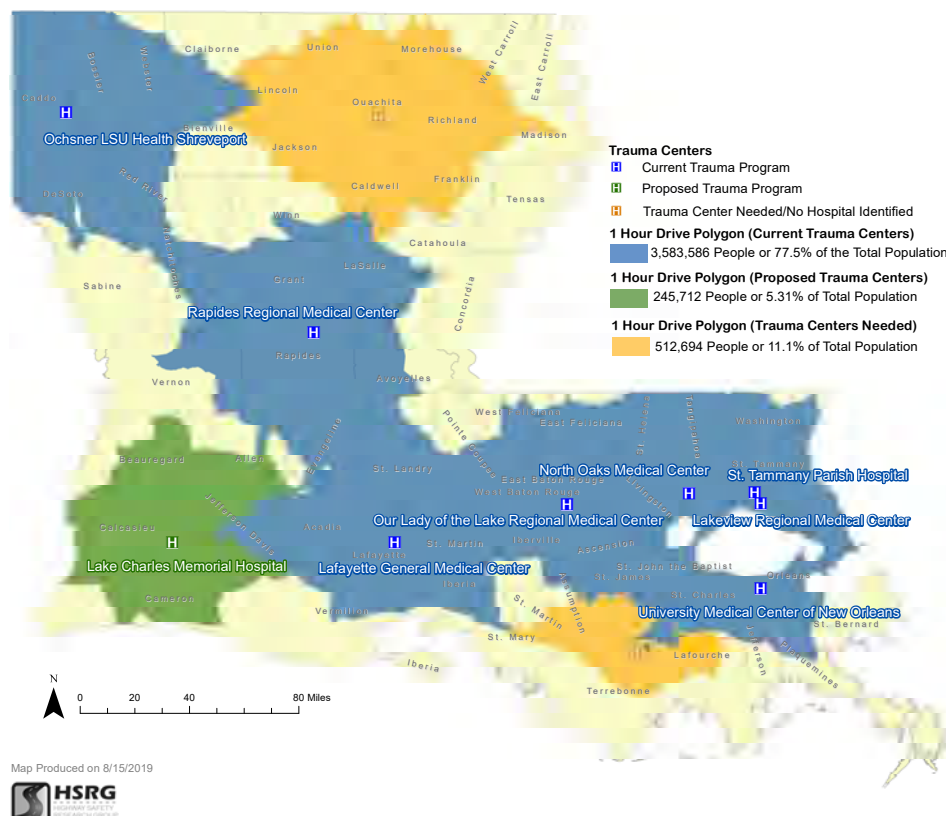 Claiborne
Union
Morehouse
West Carroll
East Carroll
Bossier
Webster
Lincoln
Caddo
Ouachita
Richland
Bienville
Madison
Ochsner LSU Health Shreveport
Jackson
Trauma Centers
Current Trauma Program
Proposed Trauma Program
Trauma Center Needed/No Hospital Identified
1 Hour Drive Polygon (Current Trauma Centers)
3,583,586 People or 77.5% of the Total Population
1 Hour Drive Polygon (Proposed Trauma Centers)
245,712 People or 5.31% of Total Population
1 Hour Drive Polygon (Trauma Centers Needed)
512,694 People or 11.1% of Total Population
Red River
Caldwell
Franklin
Desoto
Tensas
Winn
Natchitoches
Catahoula
LaSalle
Grant
Sabine
Concordia
Rapides Regional Medical Center
Rapides
Vernon
Avoyelles
West Feliciana
East Feliciana
St. Helena
Tangipahoa
Washington
Pointe Coupee
Evangeline
Beauregard
Allen
St. Landry
North Oaks Medical Center
St. Tammany
St. Tammany Parish Hospital
East Baton Rouge
West Baton Rouge
Livingston
Jefferson Davis
Calcasieu
Acadia
Our Lady of the Lake Regional Medical Center
Lakeview Regional Medical Center
Lafayette
St. Martin
Iberville
Ascension
Lake Charles Memorial Hospital
Lafayette General Medical Center
St. John the Baptist
St. James
Orleans
Iberia
Assumption
St. Charles
Cameron
Vermilion
St. Martin
University Medical Center of New Orleans
St. Bernard
St. Mary
Lafourche
Jefferson
Plaquemines
Iberia
Terrebonne
N
0 20 40 80 Miles
Map Produced on 8/15/2019
HSRG
HIGHWAY SAFETY
RESEARCH GROUP